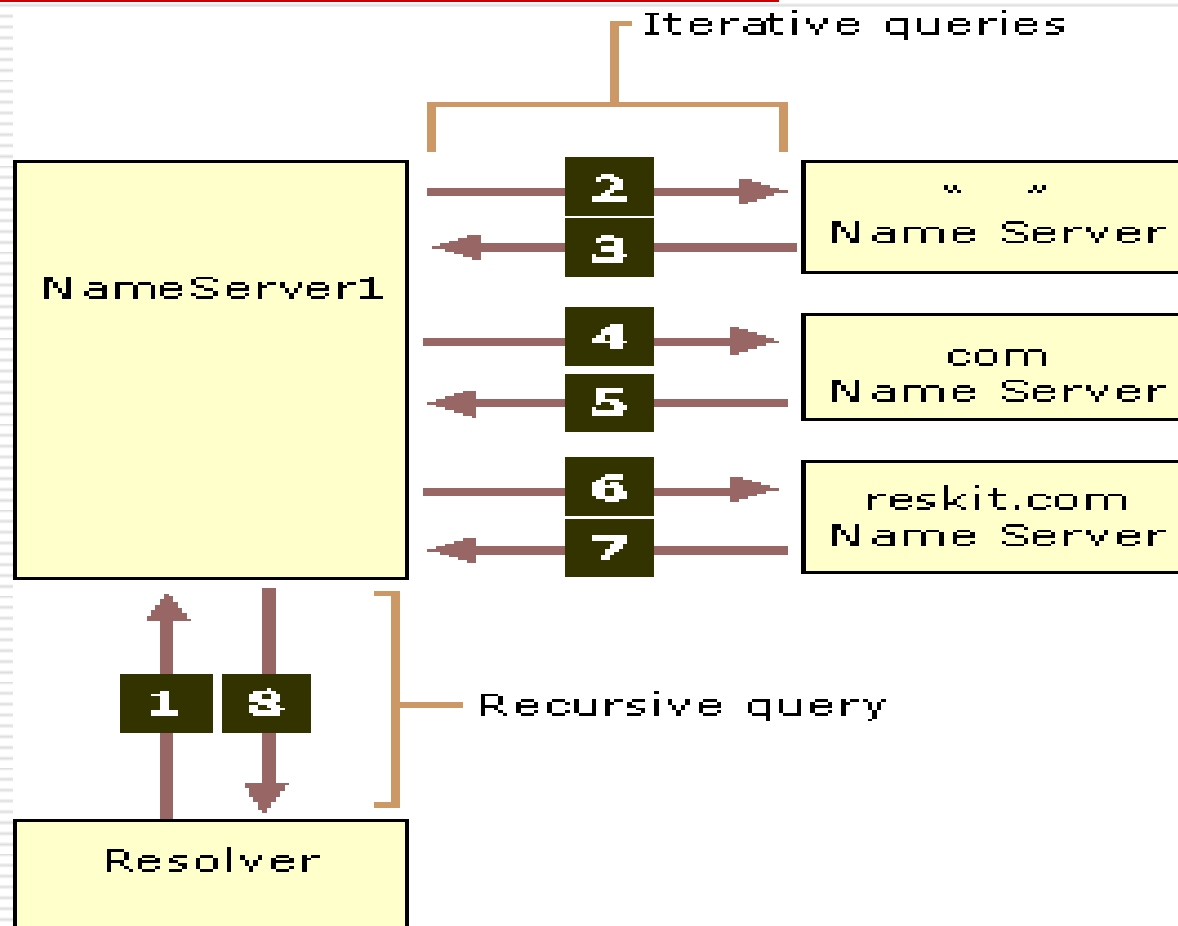 Iterative queries
2
“ ”
Name Server
3
NameServer1
4
com
Name Server
5
6
reskit.com
Name Server
7
1
8
Recursive query
Resolver